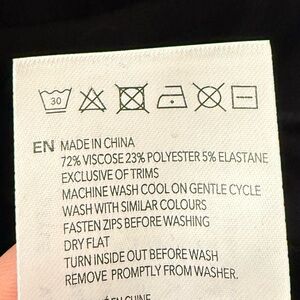 30
EN MADE IN CHINA
72% VISCOSE 23% POLYESTER 5% ELASTANE
EXCLUSIVE OF TRIMS
MACHINE WASH COOL ON GENTLE CYCLE
WASH WITH SIMILAR COLOURS
FASTEN ZIPS BEFORE WASHING
DRY FLAT
TURN INSIDE OUT BEFORE WASH
REMOVE PROMPTLY FROM WASHER.
EN CHINE